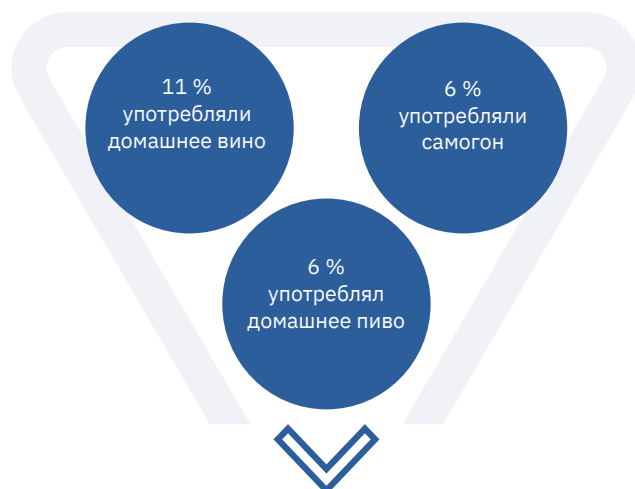 11 %
употребляли
домашнее вино
6 %
употребляли
самогон
6 %
употреблял
домашнее пиво